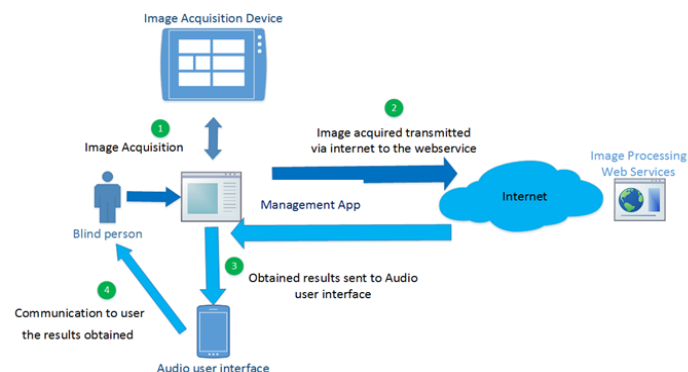 Image Acquisition Device
1
Image Acquisition
2
Image acquired transmitted
via internet to the webservice
Image Processing
Web Services
Internet
Management App
Blind person
3
Obtained results sent to Audio
user interface
4
Communication to user
the results obtained
Audio user interface